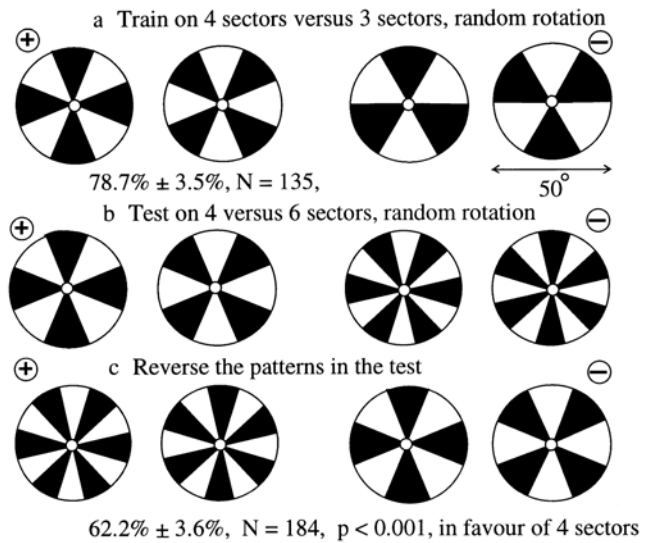 a Train on 4 sectors versus 3 sectors, random rotation
+ −
50°
78.7% ± 3.5%, N = 135,
b Test on 4 versus 6 sectors, random rotation
+ −
c Reverse the patterns in the test
+ −
62.2% ± 3.6%, N = 184, p < 0.001, in favour of 4 sectors